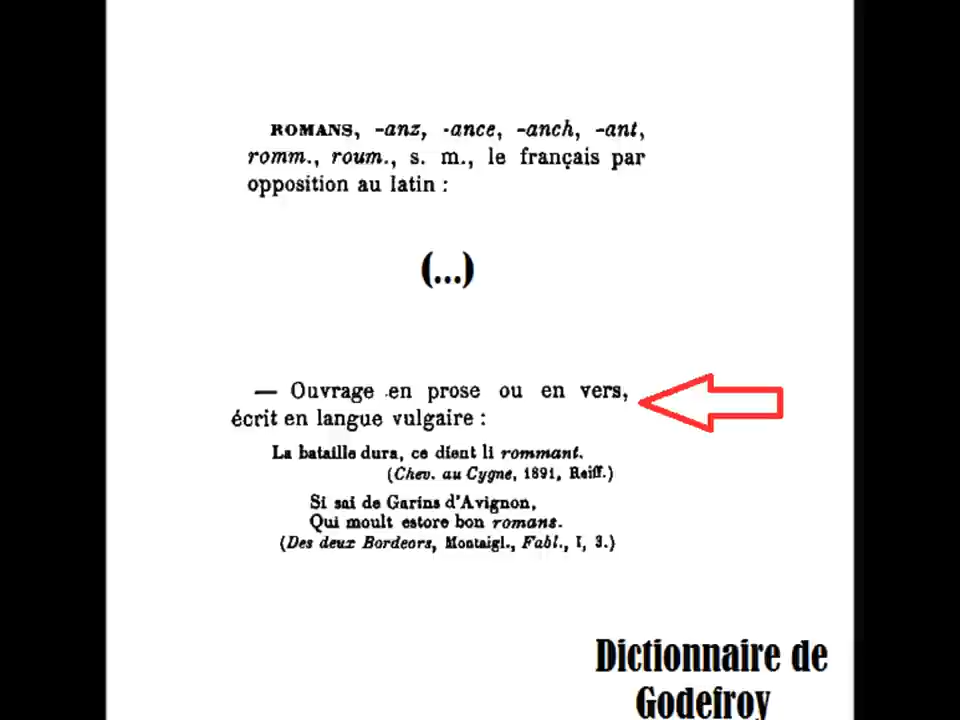 ROMANS, -anz, -ance, -anch, -ant,
romm., roum., s. m., le français par
opposition au latin :
(...)
— Ouvrage en prose ou en vers,
écrit en langue vulgaire :
La bataille dura, ce dient li rommant.
(Chev. au Cygne, 1891, Reiff.)
Si sai de Garins d'Avignon,
Qui moult estore bon romans.
(Des deux Bordeors, Montaigl., Fabl., I, 3.)
Dictionnaire de
Godefroy